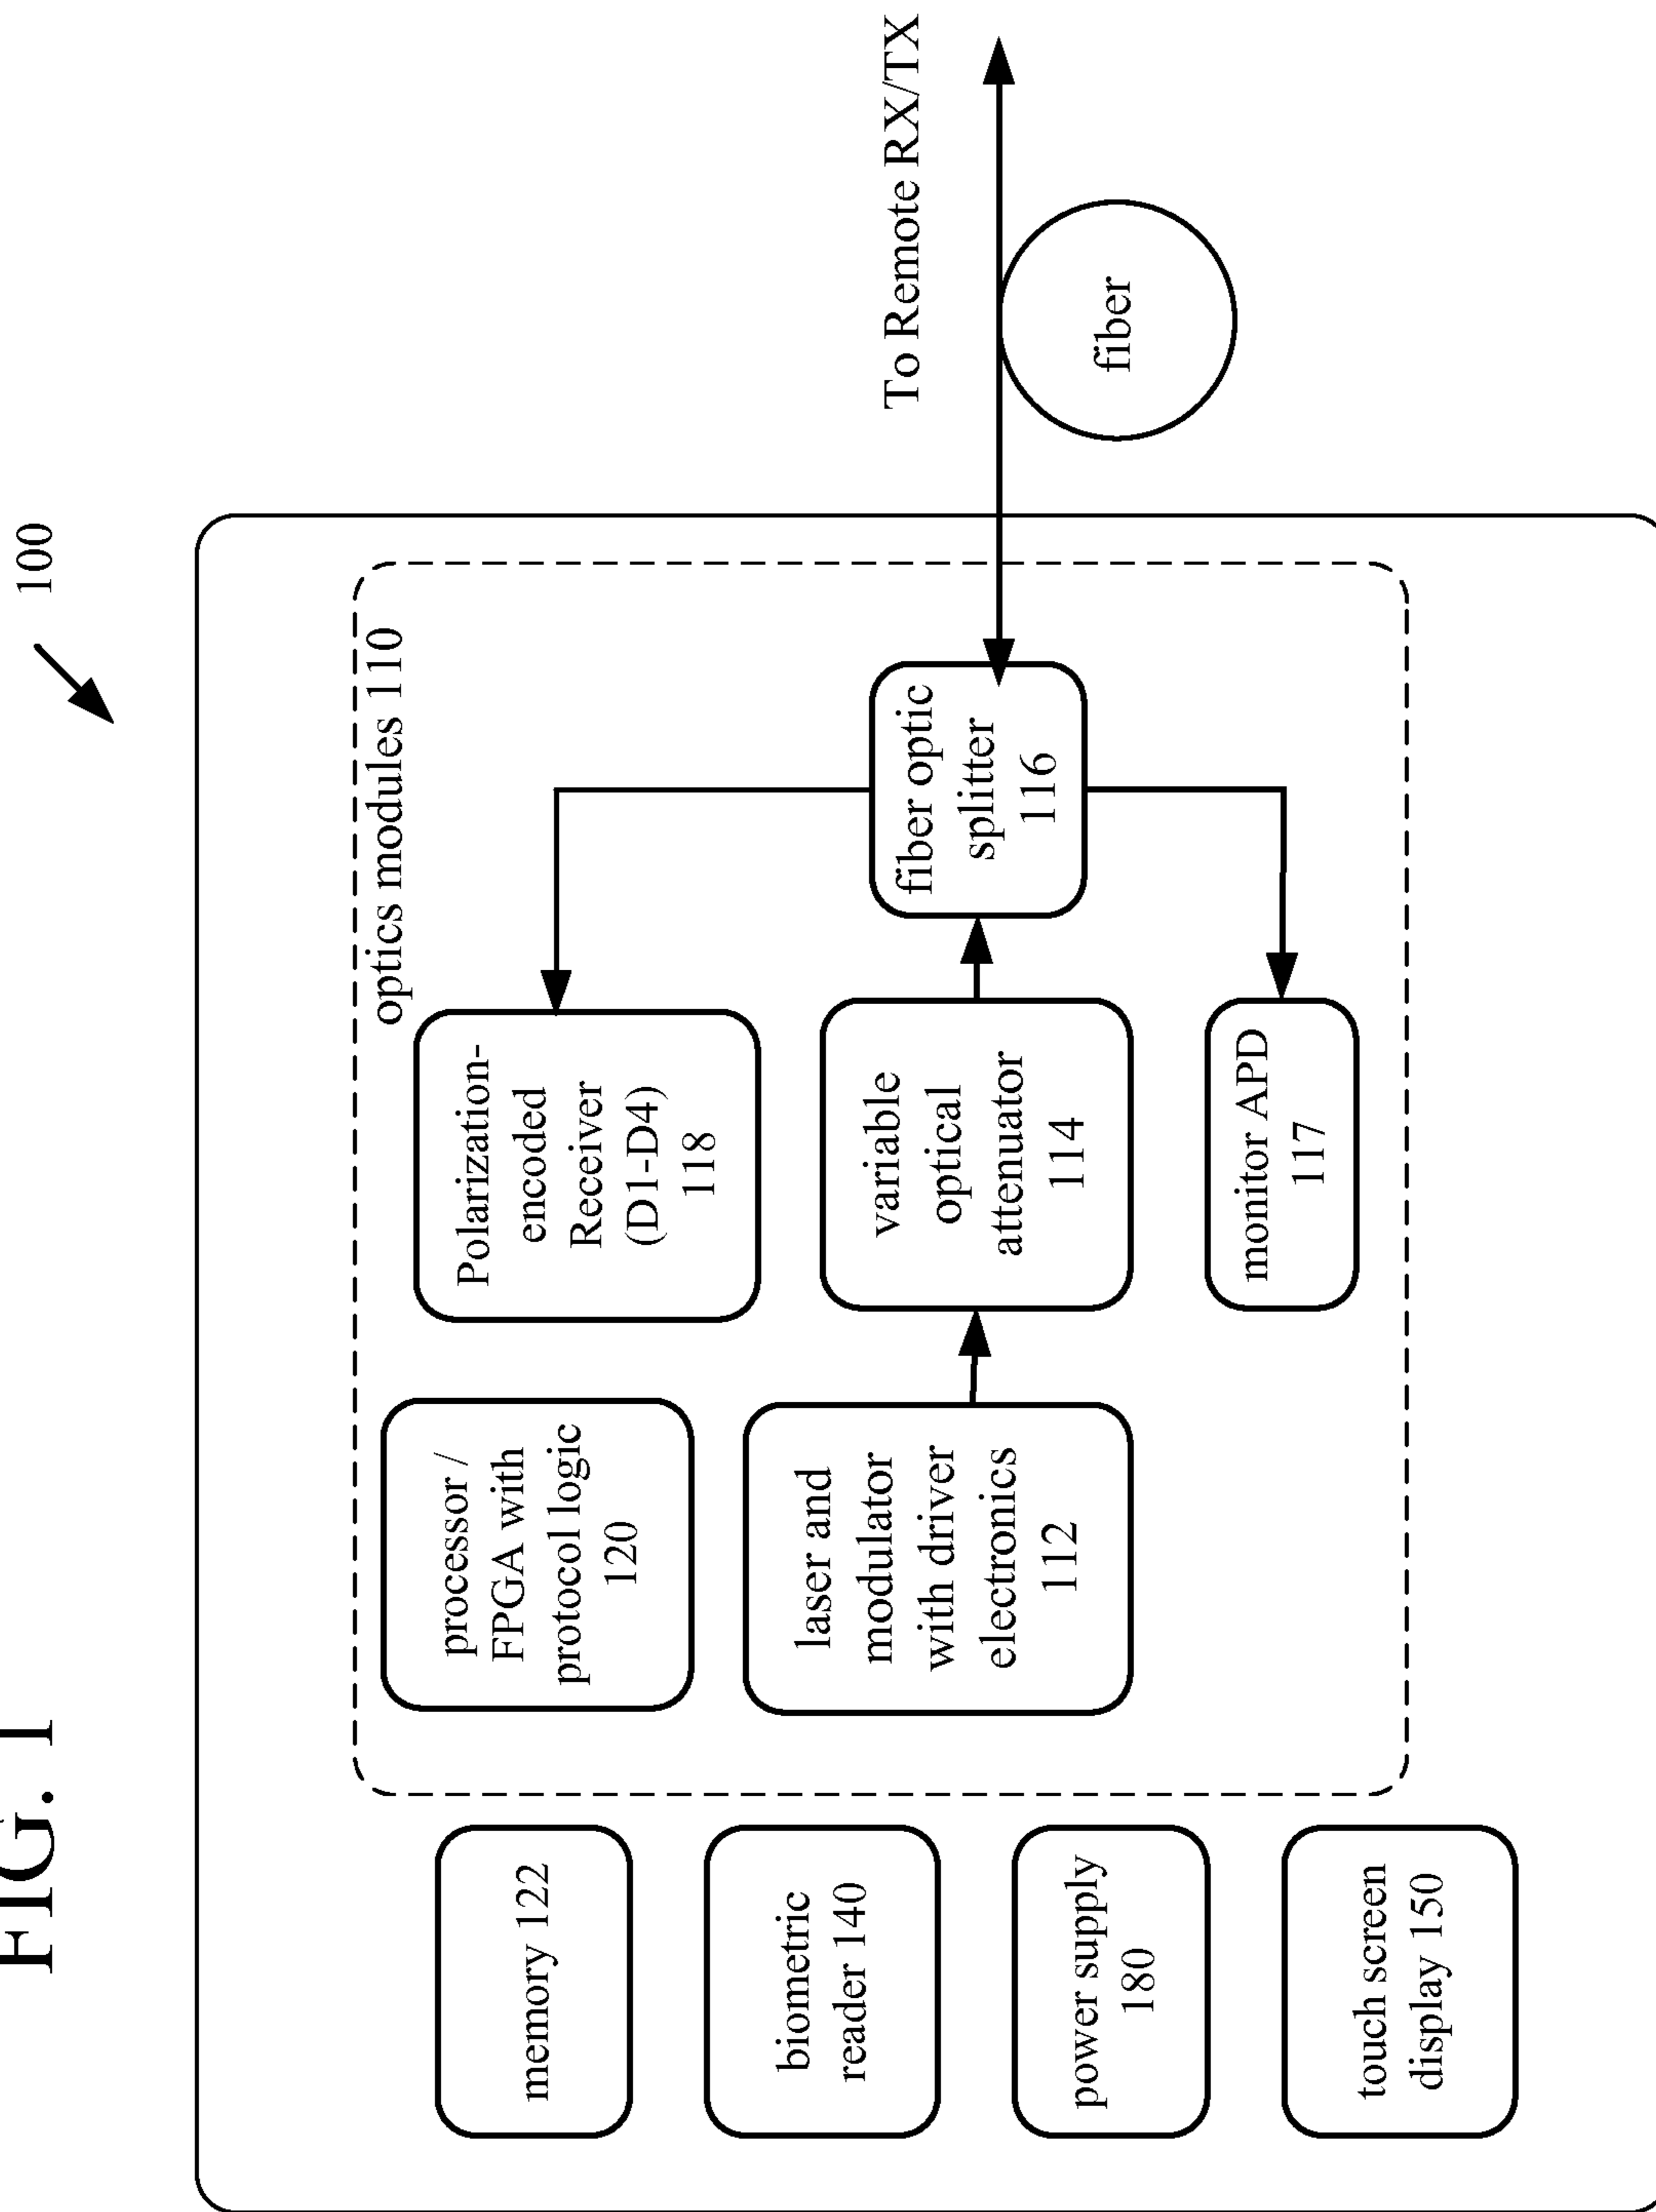 FIG. 1
100
optics modules 110
memory 122
biometric
reader 140
power supply
180
touch screen
display 150
processor /
FPGA with
protocol logic
120
laser and
modulator
with driver
electronics
112
Polarization-
encoded
Receiver
(D1-D4)
118
variable
optical
attenuator
114
monitor APD
117
fiber optic
splitter
116
To Remote RX/TX
fiber